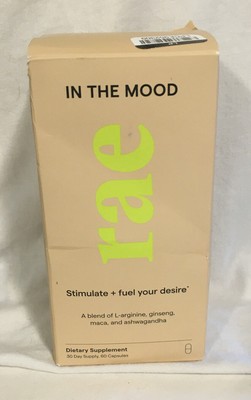 IN THE MOOD
rae
Stimulate + fuel your desire*
A blend of L-arginine, ginseng,
maca, and ashwagandha
Dietary Supplement
30 Day Supply, 60 Capsules